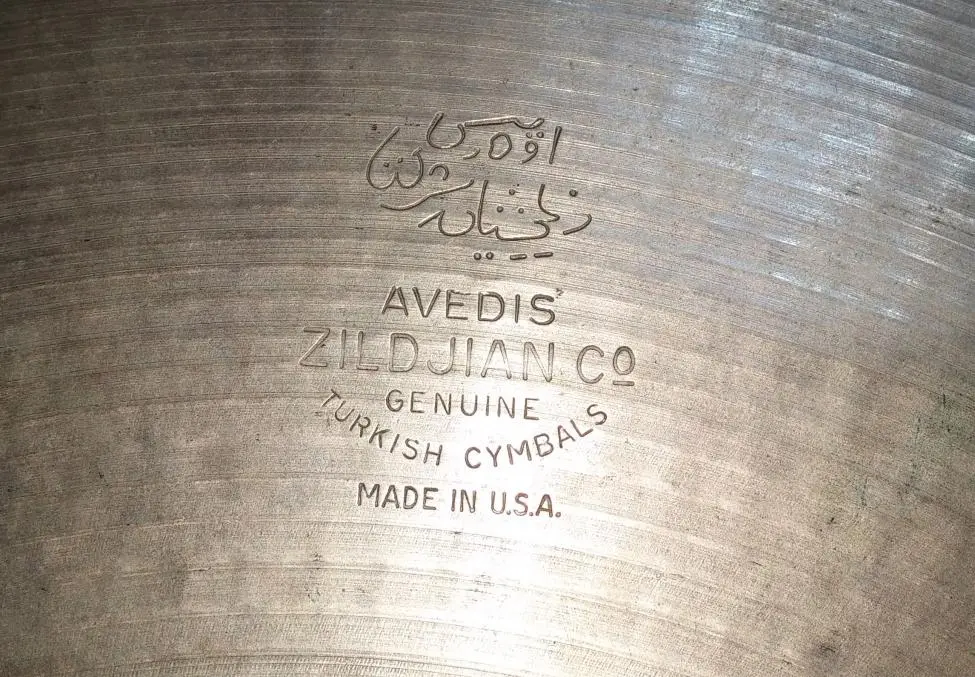 AVEDIS
ZILDJIAN Co
GENUINE
TURKISH CYMBALS
MADE IN U.S.A.